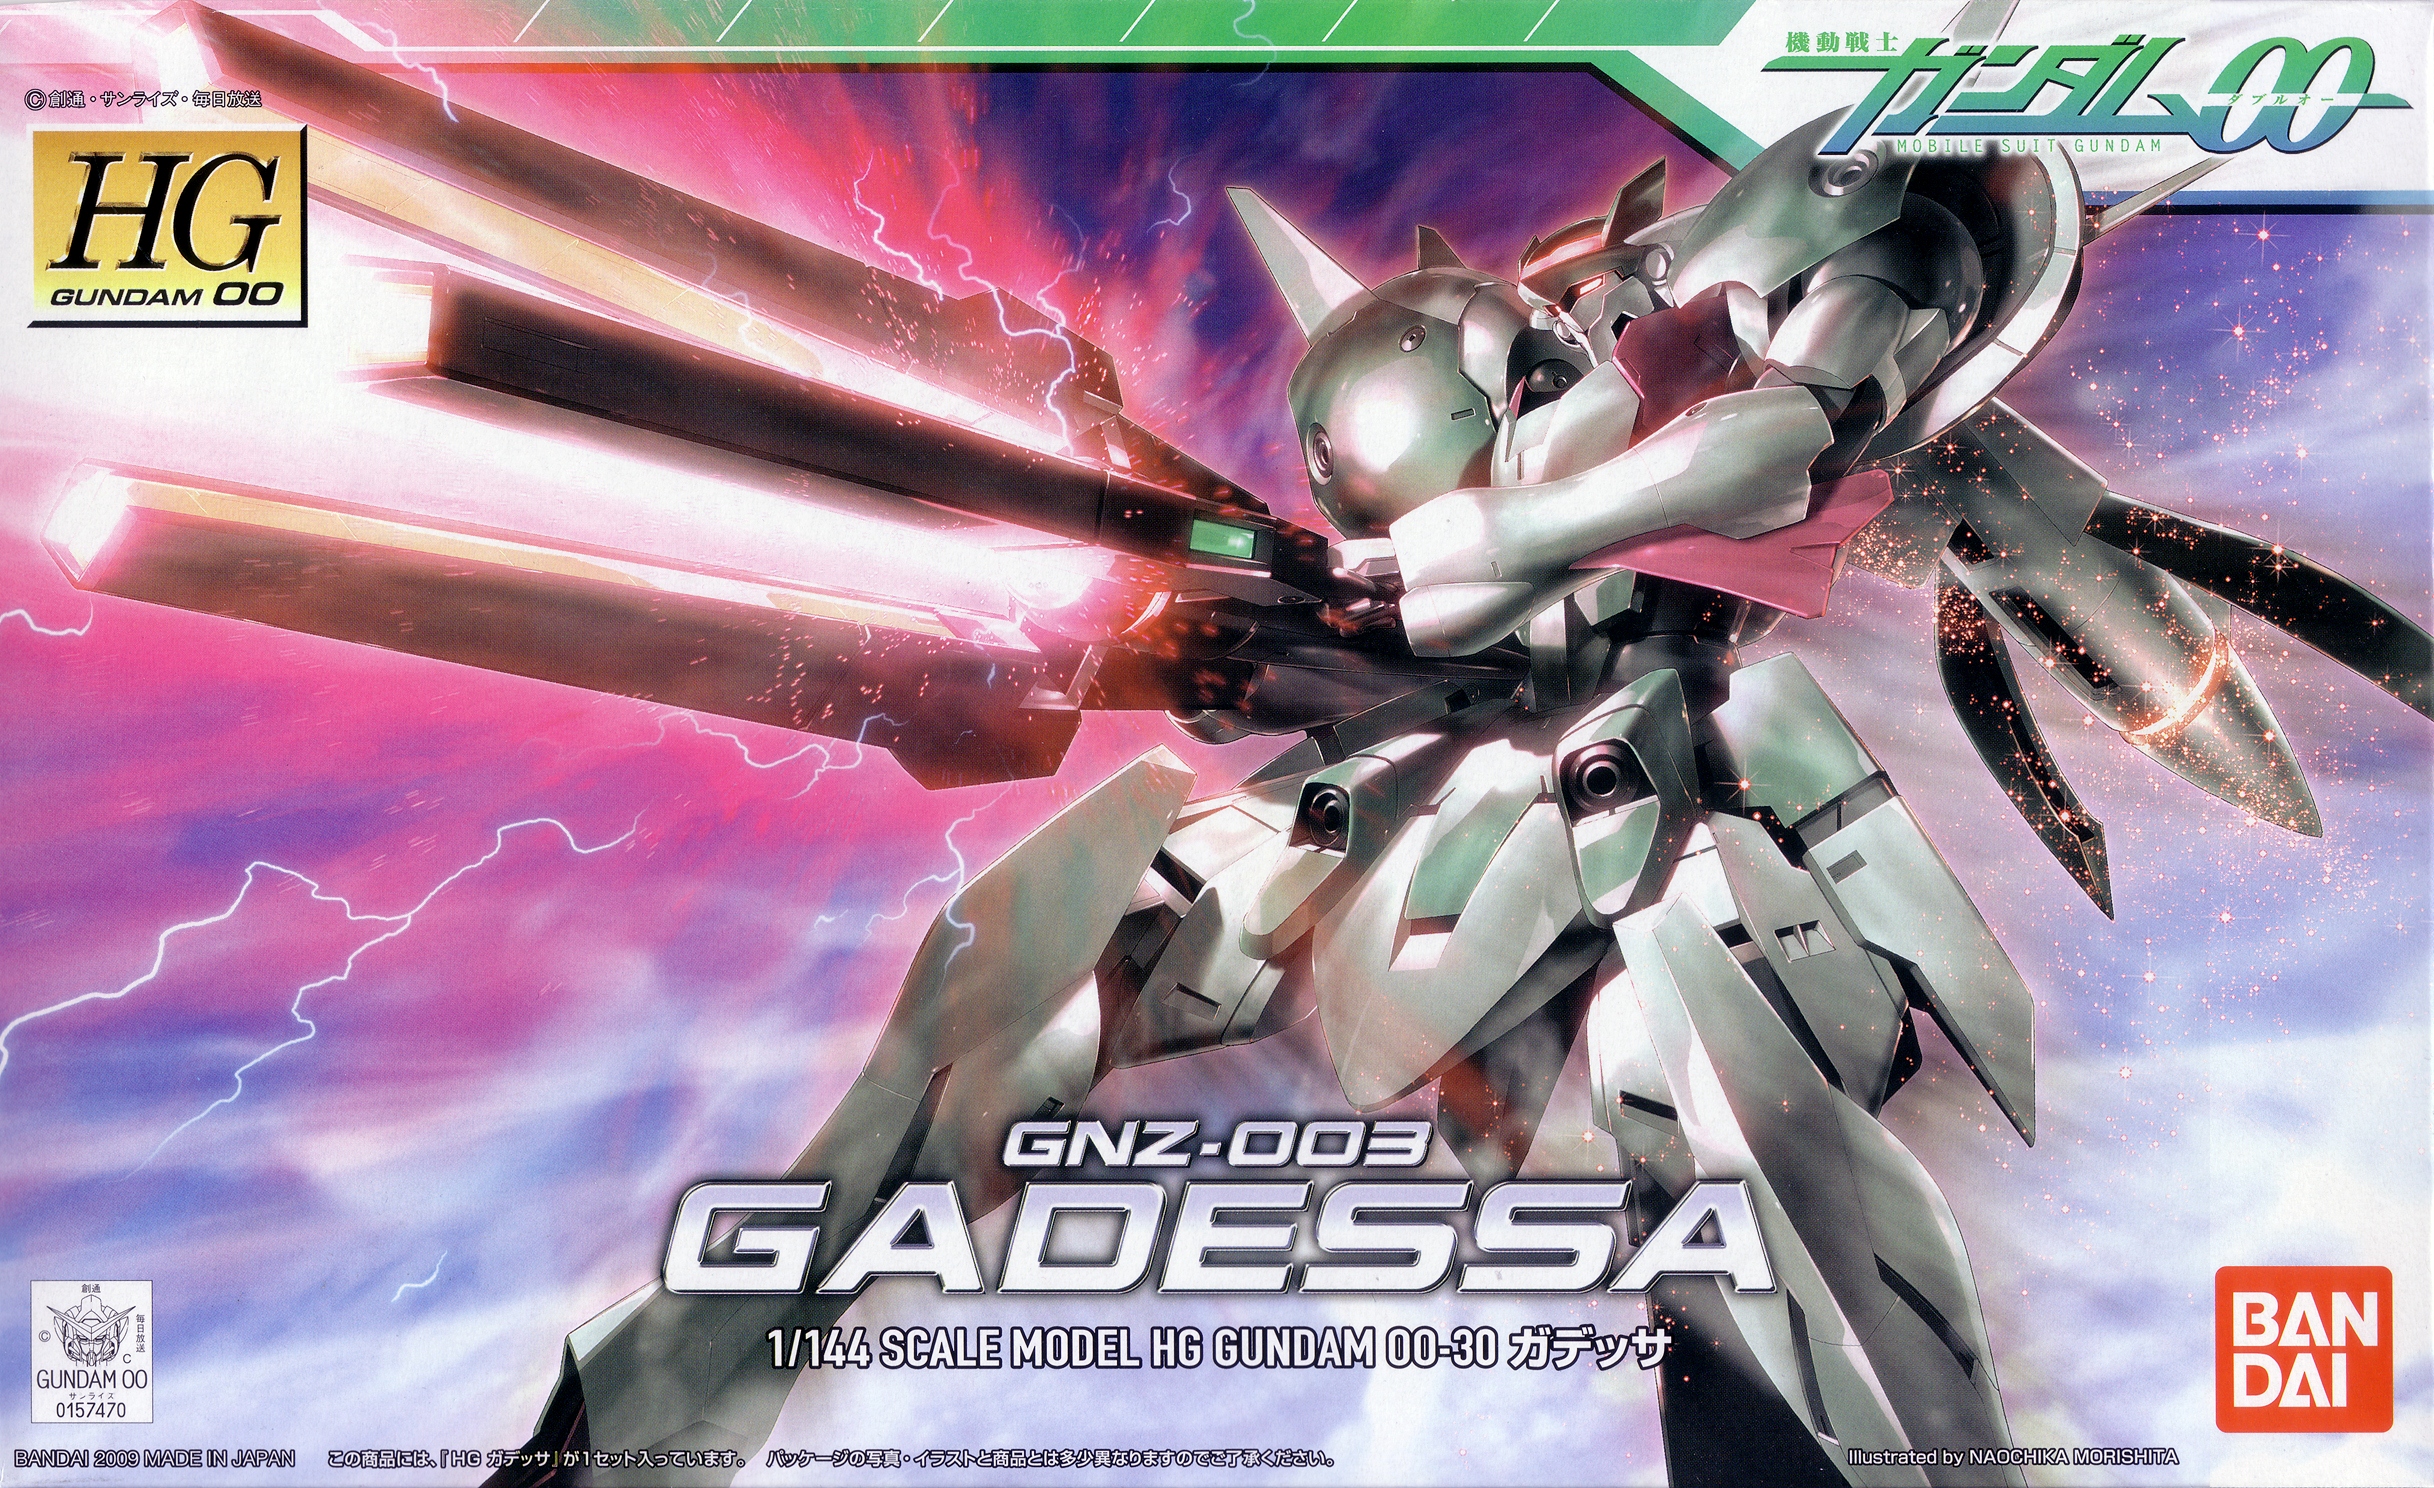 ©創通・サンライズ・毎日放送
HG
GUNDAM 00
機動戦士
ガンダム00
ダブルオー
MOBILE SUIT GUNDAM
GNZ-003
GADESSA
1/144 SCALE MODEL HG GUNDAM 00-30 ガデッサ
創通
©
毎日放送
C
GUNDAM 00
サンライズ
0157470
BAN
DAI
BANDAI 2009 MADE IN JAPAN
この商品には、『HG ガデッサ』が1セット入っています。 パッケージの写真・イラストと商品とは多少異なりますのでご了承ください。
Illustrated by NAOCHIKA MORISHITA